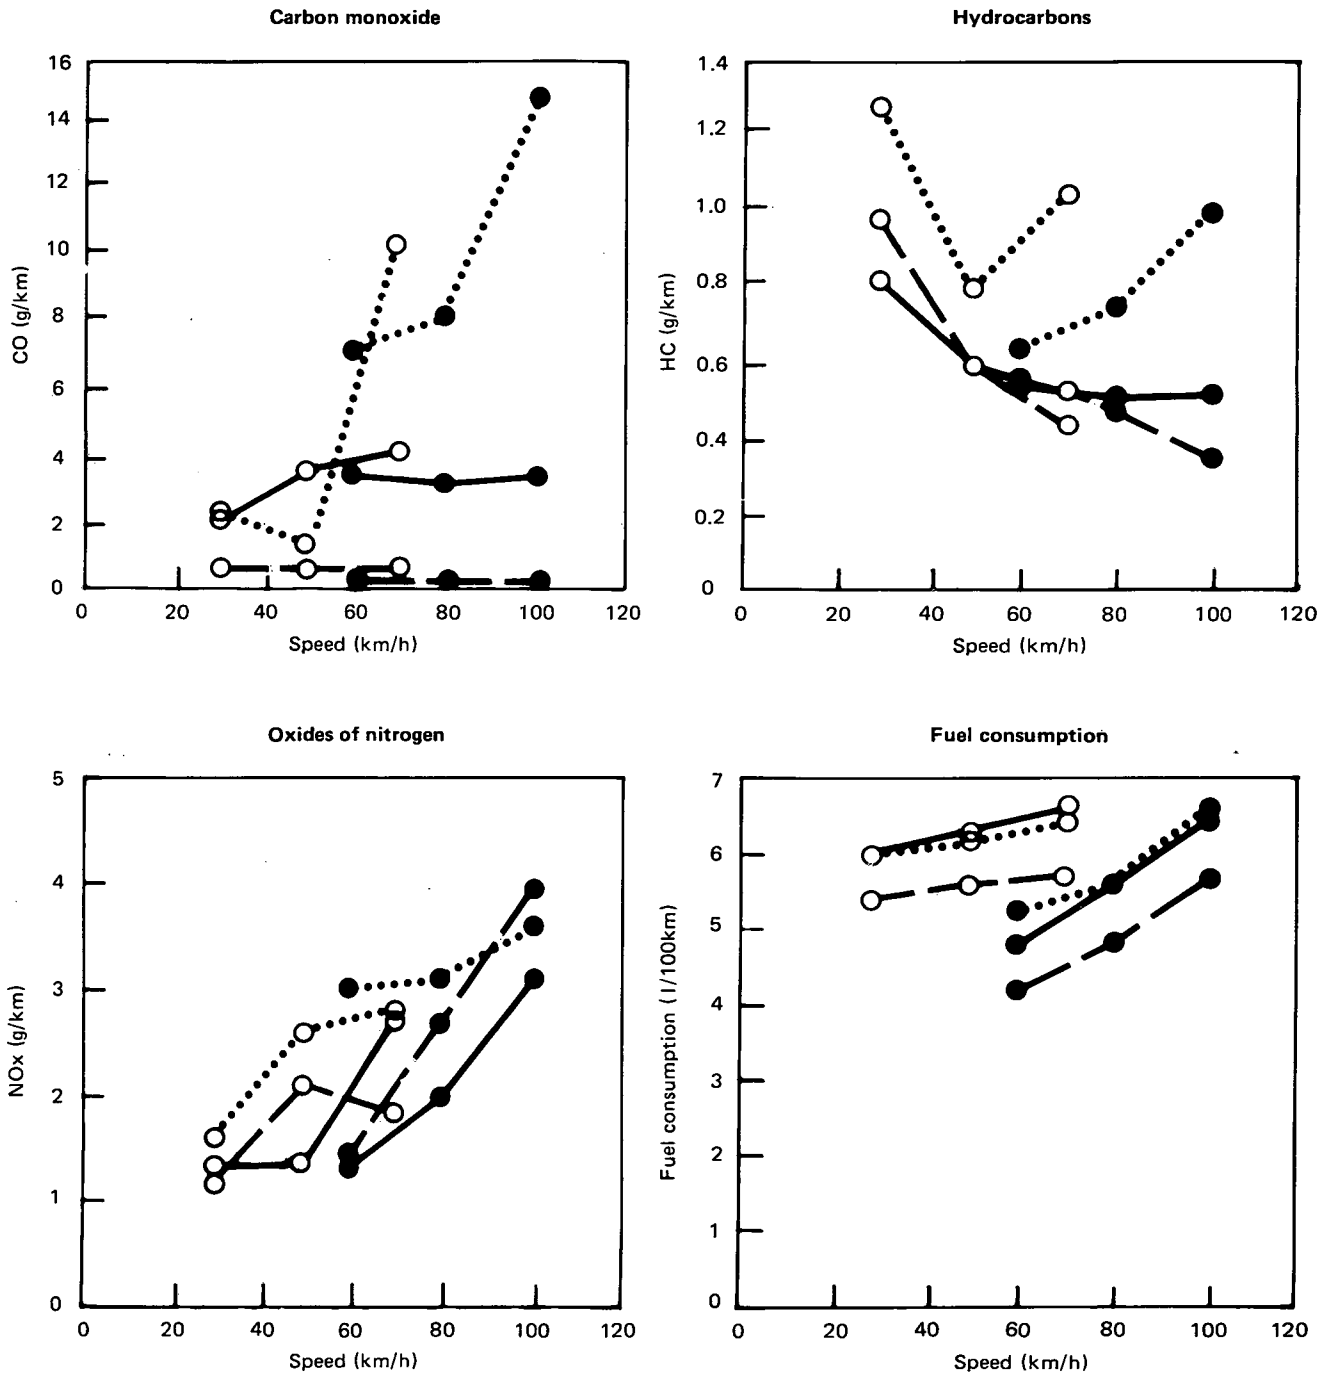 Carbon monoxide
16
14
12
10
8
6
4
2
0
CO (g/km)
0 20 40 60 80 100 120
Speed (km/h)
Hydrocarbons
1.4
1.2
1.0
0.8
0.6
0.4
0.2
0
HC (g/km)
0 20 40 60 80 100 120
Speed (km/h)
Oxides of nitrogen
5
4
3
2
1
0
NOx (g/km)
0 20 40 60 80 100 120
Speed (km/h)
Fuel consumption
7
6
5
4
3
2
1
0
Fuel consumption (l/100km)
0 20 40 60 80 100 120
Speed (km/h)